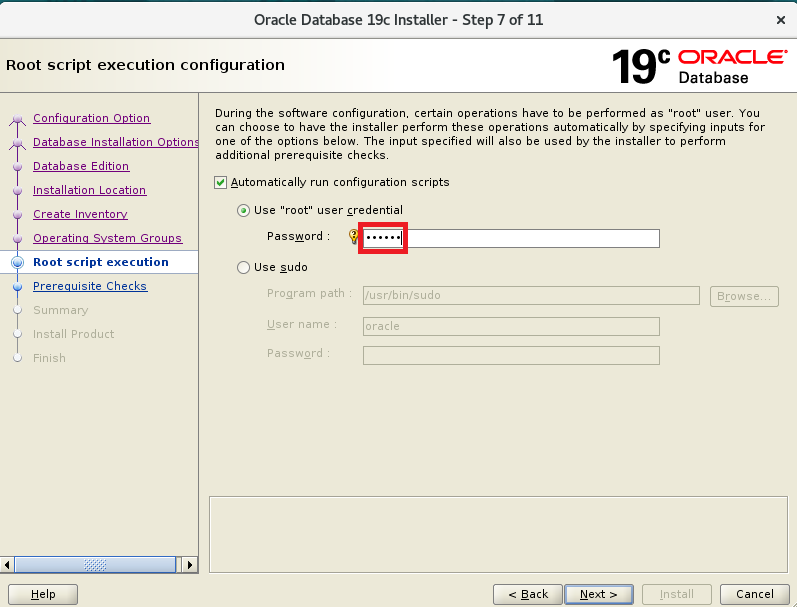 Oracle Database 19c Installer - Step 7 of 11
Root script execution configuration
19c ORACLE
Database
Configuration Option
Database Installation Options
Database Edition
Installation Location
Create Inventory
Operating System Groups
Root script execution
Prerequisite Checks
Summary
Install Product
Finish
During the software configuration, certain operations have to be performed as "root" user. You
can choose to have the installer perform these operations automatically by specifying inputs for
one of the options below. The input specified will also be used by the installer to perform
additional prerequisite checks.
Automatically run configuration scripts
Use "root" user credential
Password : ••••••
Use sudo
Program path : /usr/bin/sudo Browse...
User name : oracle
Password :
Help < Back Next > Install Cancel